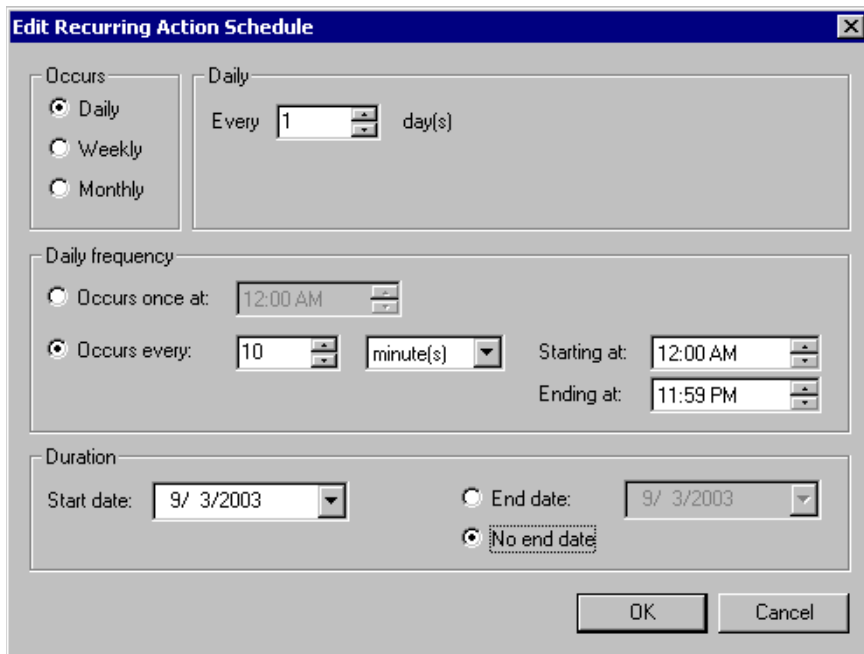 Edit Recurring Action Schedule
Occurs
Daily
Weekly
Monthly
Daily
Every 1 day(s)
Daily frequency
Occurs once at: 12:00 AM
Occurs every: 10 minute(s) Starting at: 12:00 AM
Ending at: 11:59 PM
Duration
Start date: 9/ 3/2003 End date: 9/ 3/2003
No end date
OK Cancel